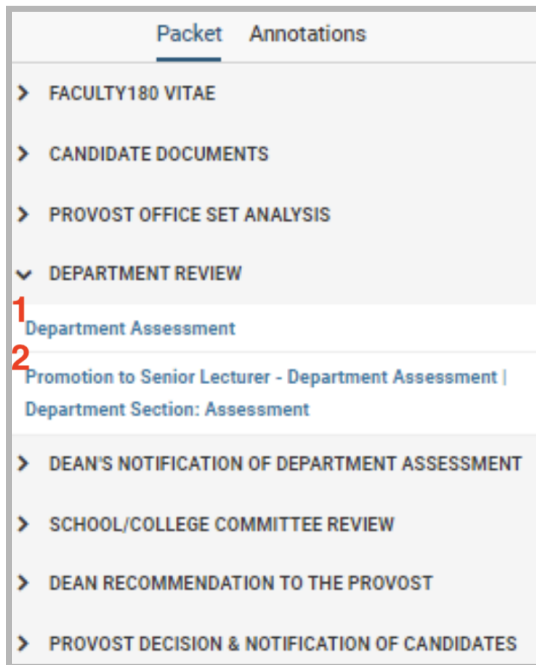 Packet Annotations
FACULTY180 VITAE
CANDIDATE DOCUMENTS
PROVOST OFFICE SET ANALYSIS
DEPARTMENT REVIEW
1
Department Assessment
2
Promotion to Senior Lecturer - Department Assessment |
Department Section: Assessment
DEAN'S NOTIFICATION OF DEPARTMENT ASSESSMENT
SCHOOL/COLLEGE COMMITTEE REVIEW
DEAN RECOMMENDATION TO THE PROVOST
PROVOST DECISION & NOTIFICATION OF CANDIDATES